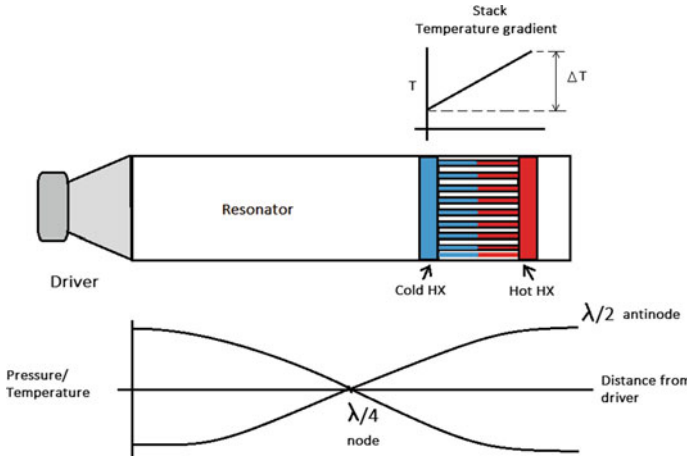 Stack
Temperature gradient
T
ΔT
Resonator
Driver
Cold HX
Hot HX
λ/2 antinode
Pressure/
Temperature
Distance from
driver
λ/4
node